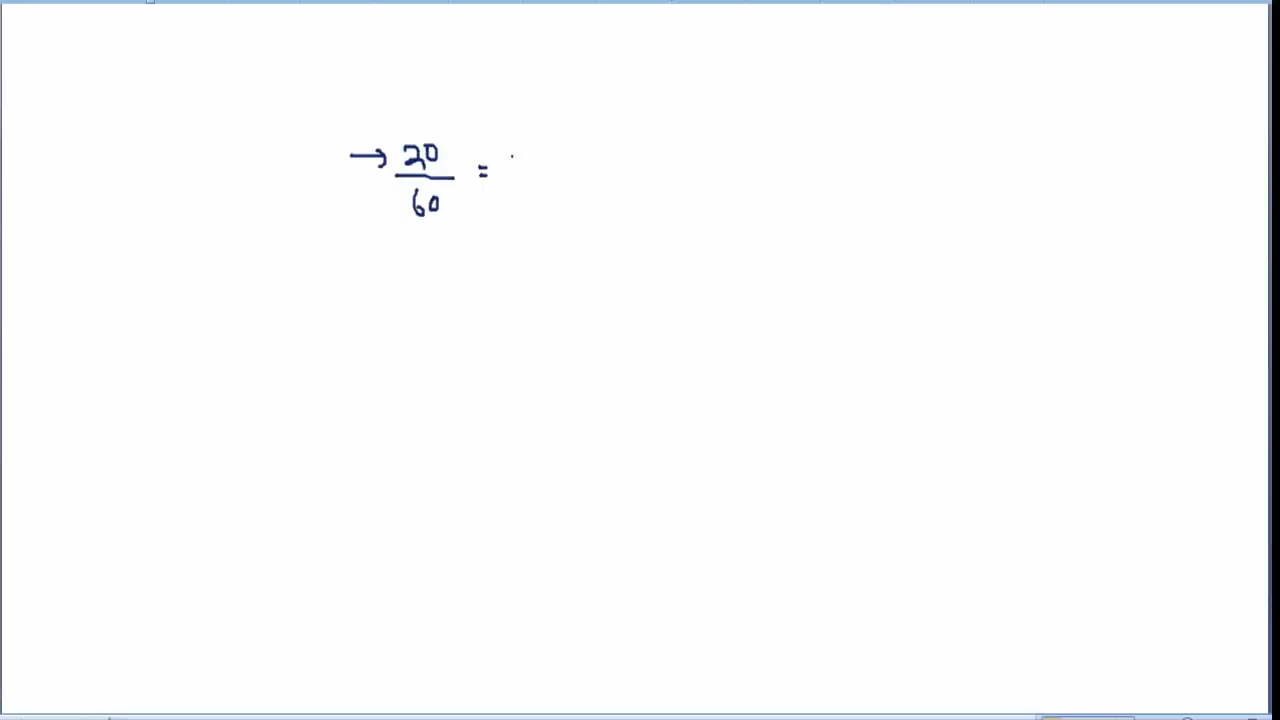 → 20/60 =